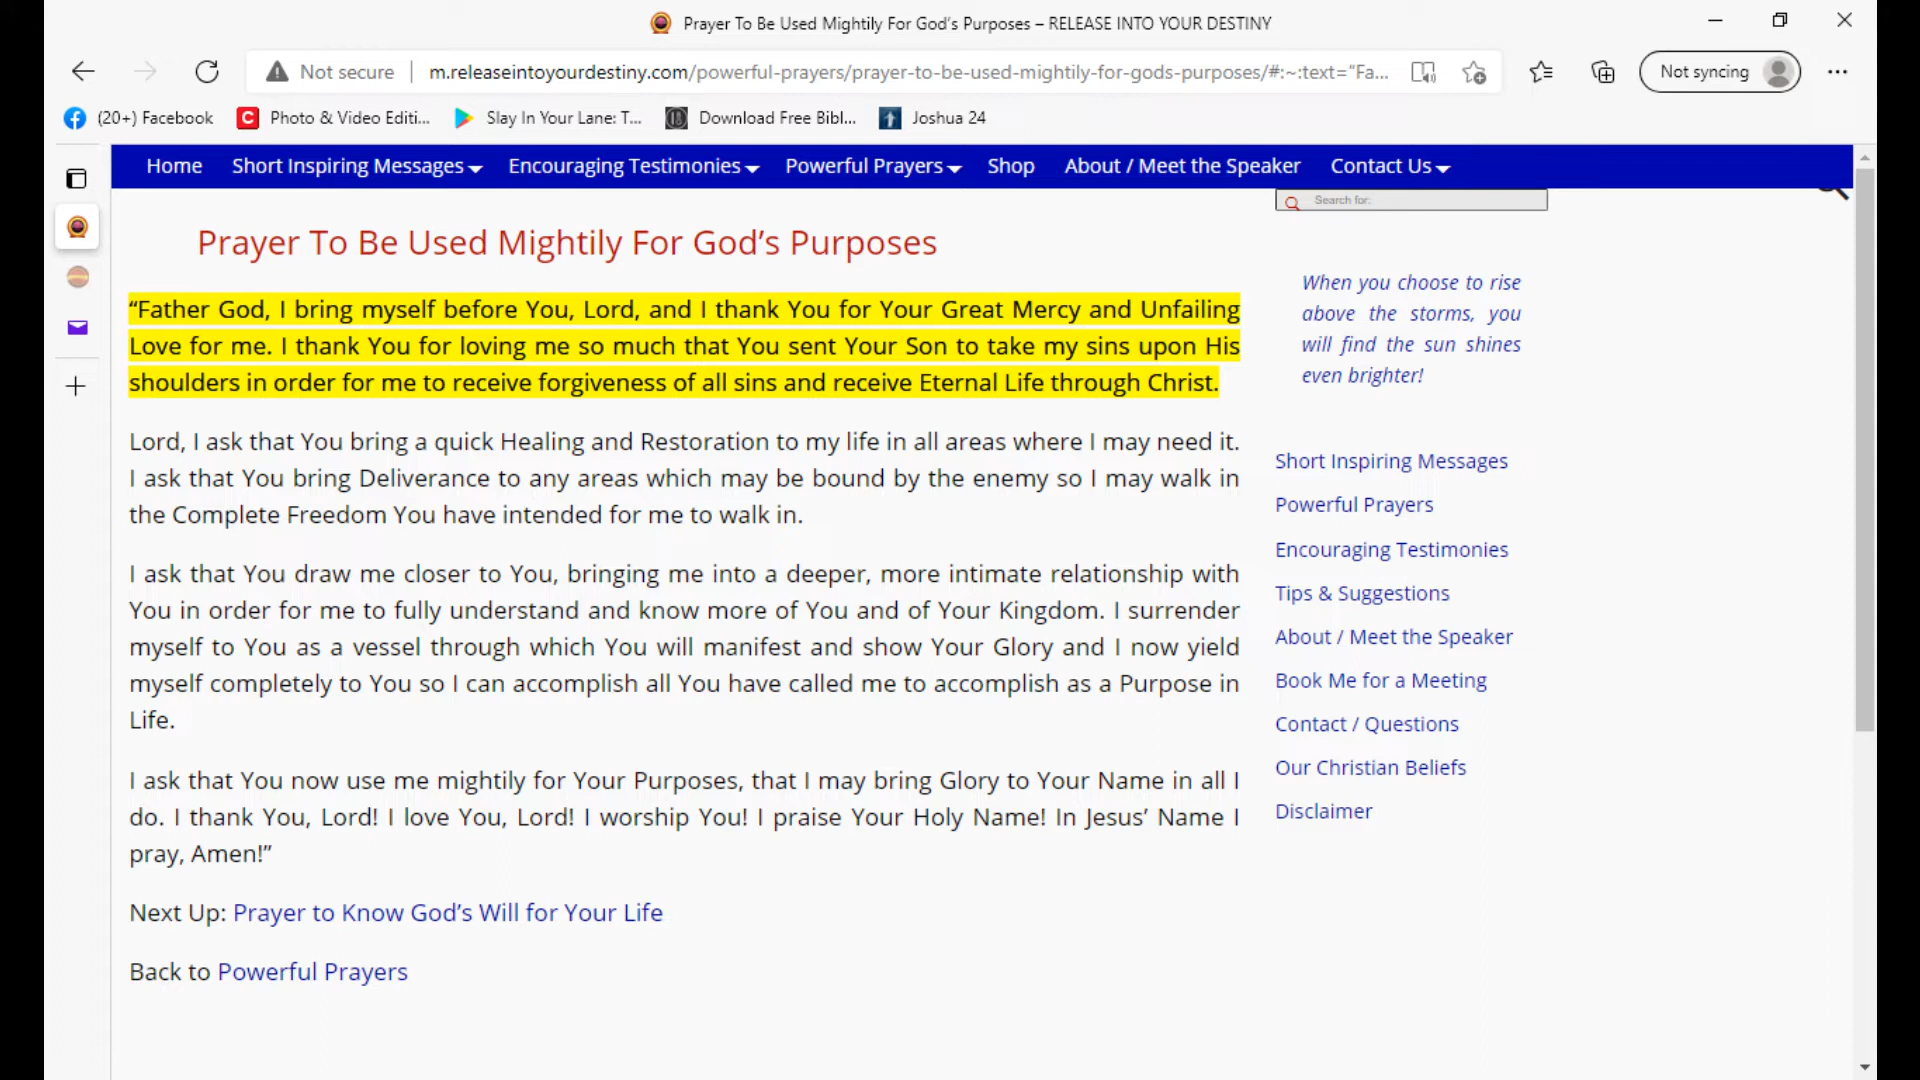 Prayer To Be Used Mightily For God's Purposes – RELEASE INTO YOUR DESTINY
Not secure
m.releaseintoyourdestiny.com/powerful-prayers/prayer-to-be-used-mightily-for-gods-purposes/#:~:text="Fa...
Not syncing
(20+) Facebook
Photo & Video Editi...
Slay In Your Lane: T...
Download Free Bibl...
Joshua 24
Home
Short Inspiring Messages
Encouraging Testimonies
Powerful Prayers
Shop
About / Meet the Speaker
Contact Us
Search for:
Prayer To Be Used Mightily For God's Purposes
“Father God, I bring myself before You, Lord, and I thank You for Your Great Mercy and Unfailing
Love for me. I thank You for loving me so much that You sent Your Son to take my sins upon His
shoulders in order for me to receive forgiveness of all sins and receive Eternal Life through Christ.
Lord, I ask that You bring a quick Healing and Restoration to my life in all areas where I may need it.
I ask that You bring Deliverance to any areas which may be bound by the enemy so I may walk in
the Complete Freedom You have intended for me to walk in.
I ask that You draw me closer to You, bringing me into a deeper, more intimate relationship with
You in order for me to fully understand and know more of You and of Your Kingdom. I surrender
myself to You as a vessel through which You will manifest and show Your Glory and I now yield
myself completely to You so I can accomplish all You have called me to accomplish as a Purpose in
Life.
I ask that You now use me mightily for Your Purposes, that I may bring Glory to Your Name in all I
do. I thank You, Lord! I love You, Lord! I worship You! I praise Your Holy Name! In Jesus’ Name I
pray, Amen!”
Next Up: Prayer to Know God’s Will for Your Life
Back to Powerful Prayers
When you choose to rise
above the storms, you
will find the sun shines
even brighter!
Short Inspiring Messages
Powerful Prayers
Encouraging Testimonies
Tips & Suggestions
About / Meet the Speaker
Book Me for a Meeting
Contact / Questions
Our Christian Beliefs
Disclaimer